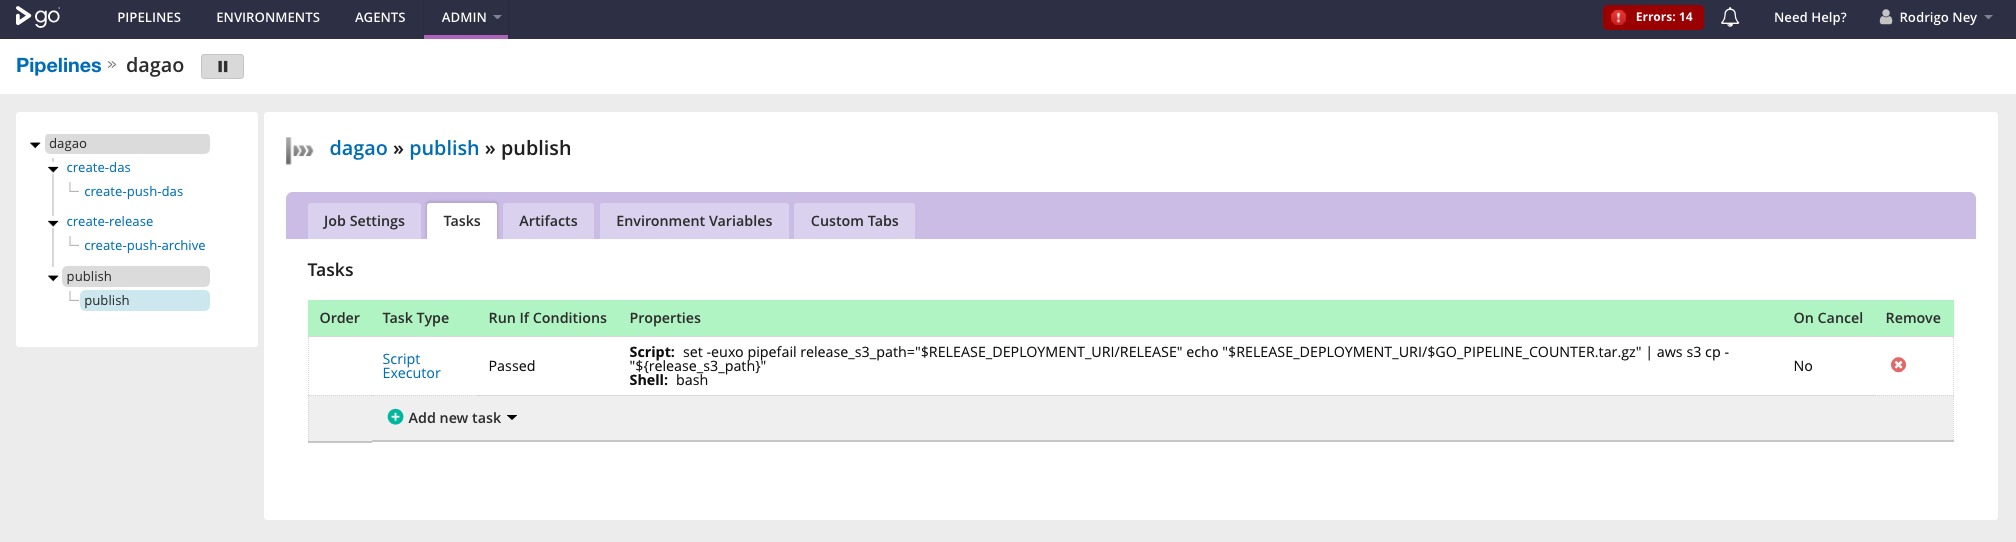 go PIPELINES ENVIRONMENTS AGENTS ADMIN Errors: 14 Need Help? Rodrigo Ney
Pipelines » dagao
dagao
create-das
create-push-das
create-release
create-push-archive
publish
publish
dagao » publish » publish
Job Settings Tasks Artifacts Environment Variables Custom Tabs
Tasks
Order Task Type Run If Conditions Properties On Cancel Remove
Script Executor
Passed
Script: set -euxo pipefail release_s3_path="$RELEASE_DEPLOYMENT_URI/RELEASE" echo "$RELEASE_DEPLOYMENT_URI/$GO_PIPELINE_COUNTER.tar.gz" | aws s3 cp -
"${release_s3_path}"
Shell: bash
No
Add new task